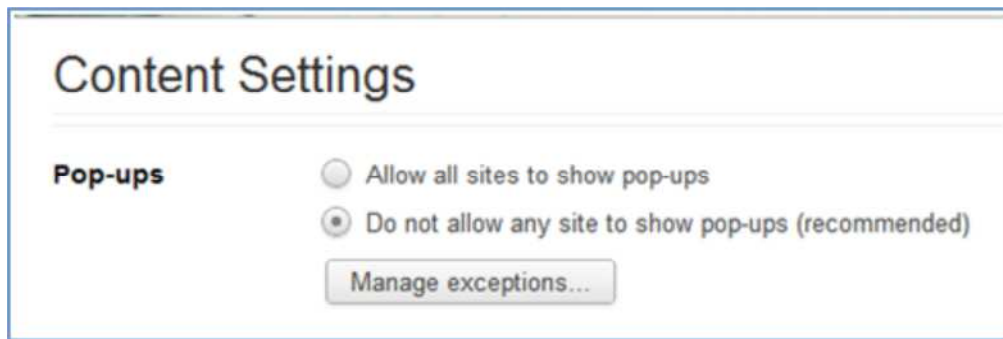 Content Settings
Pop-ups
Allow all sites to show pop-ups
Do not allow any site to show pop-ups (recommended)
Manage exceptions...